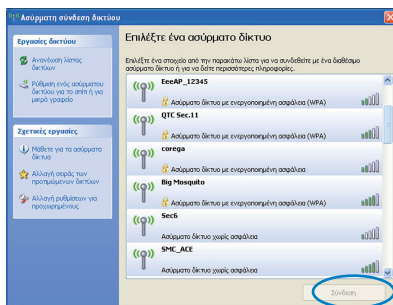 Ασύρματη σύνδεση δικτύου
Εργασίες δικτύου
Ανανέωση λίστας
δικτύων
Ρύθμιση ενός ασύρματου
δικτύου για το σπίτι ή για
μικρό γραφείο
Σχετικές εργασίες
Μάθετε για τα ασύρματα
δίκτυα
Αλλαγή σειράς των
προτιμώμενων δικτύων
Αλλαγή ρυθμίσεων για
προχωρημένους
Επιλέξτε ένα ασύρματο δίκτυο
Επιλέξτε ένα στοιχείο από την παρακάτω λίστα για να συνδεθείτε με ένα διαθέσιμο
ασύρματο δίκτυο ή για να δείτε περισσότερες πληροφορίες.
EeeAP_12345
Ασύρματο δίκτυο με ενεργοποιημένη ασφάλεια (WPA)
QTC Sec.11
Ασύρματο δίκτυο με ενεργοποιημένη ασφάλεια (WPA)
corega
Ασύρματο δίκτυο με ενεργοποιημένη ασφάλεια
Big Mosquito
Ασύρματο δίκτυο με ενεργοποιημένη ασφάλεια (WPA)
Sec6
Ασύρματο δίκτυο χωρίς ασφάλεια
SMC_ACE
Ασύρματο δίκτυο χωρίς ασφάλεια
Σύνδεση